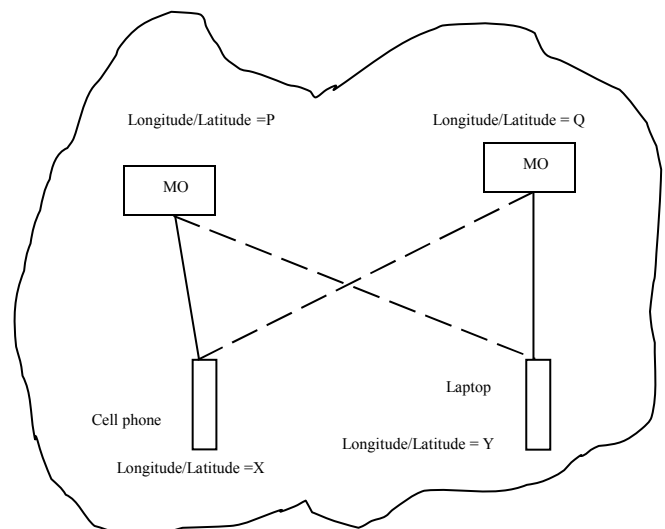 Longitude/Latitude =P
Longitude/Latitude = Q
MO
MO
Laptop
Cell phone
Longitude/Latitude = Y
Longitude/Latitude =X